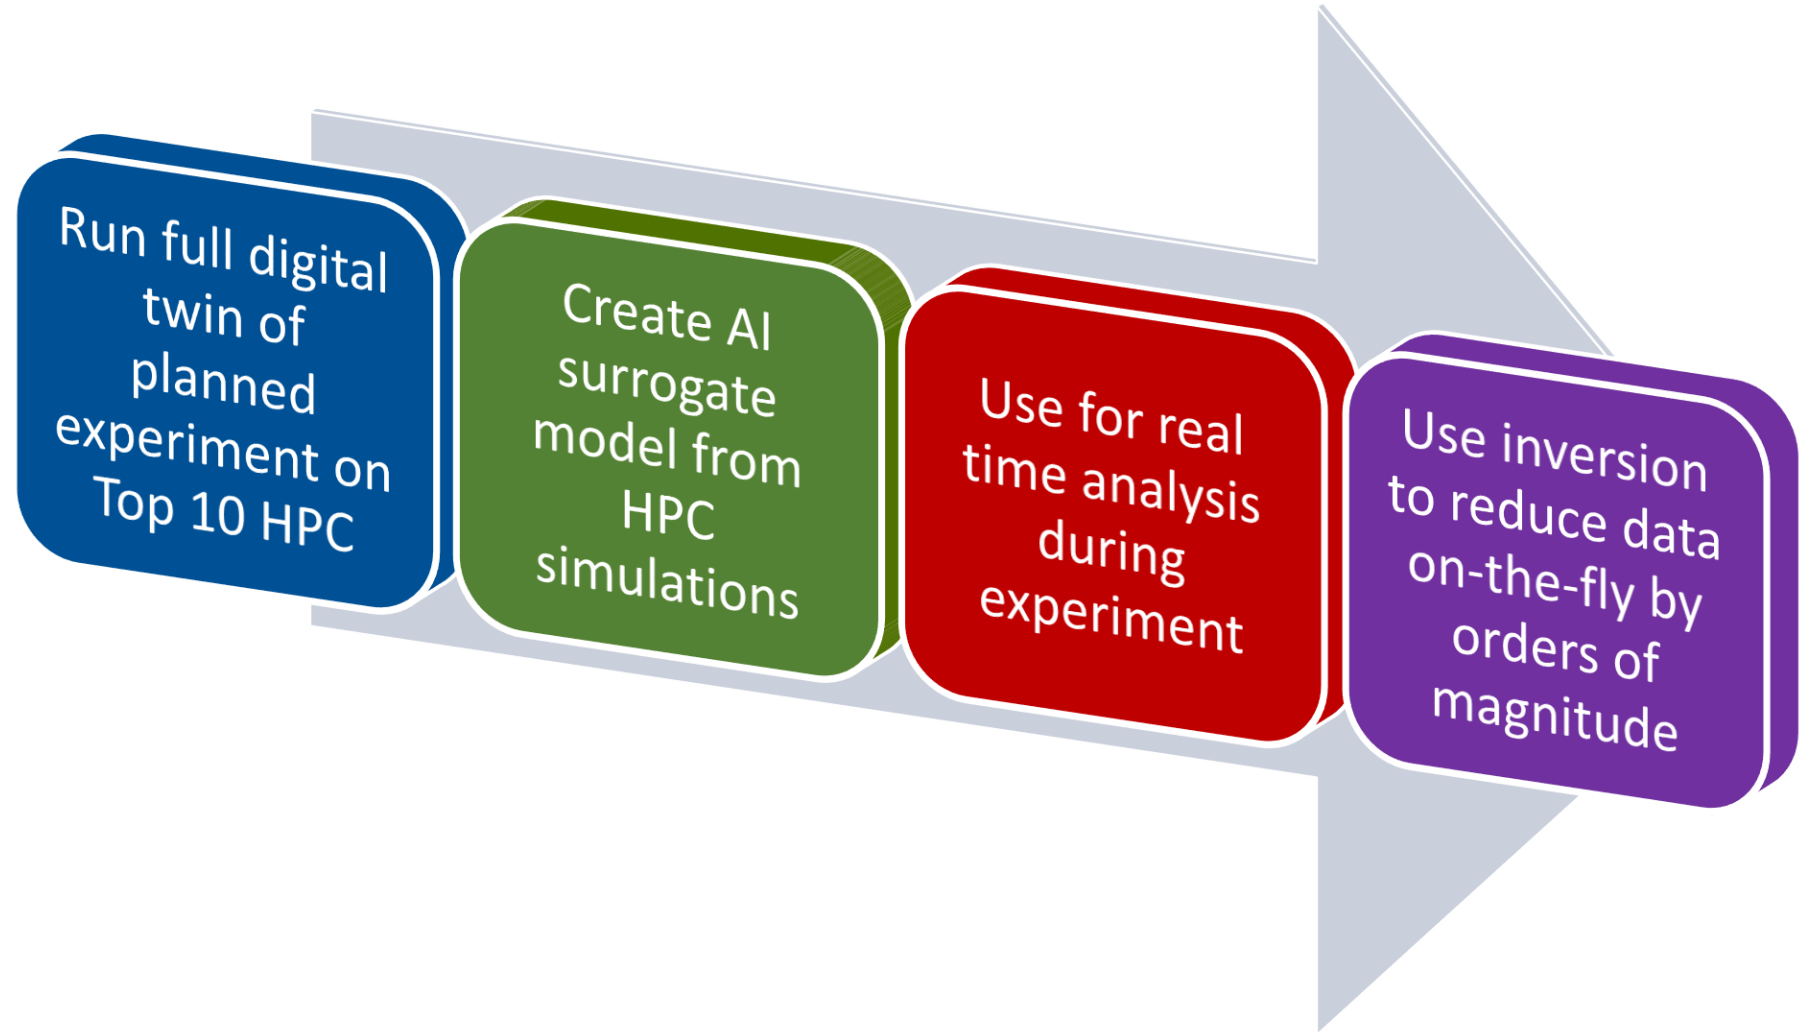 Run full digital
twin of
planned
experiment on
Top 10 HPC
Create AI
surrogate
model from
HPC
simulations
Use for real
time analysis
during
experiment
Use inversion
to reduce data
on-the-fly by
orders of
magnitude